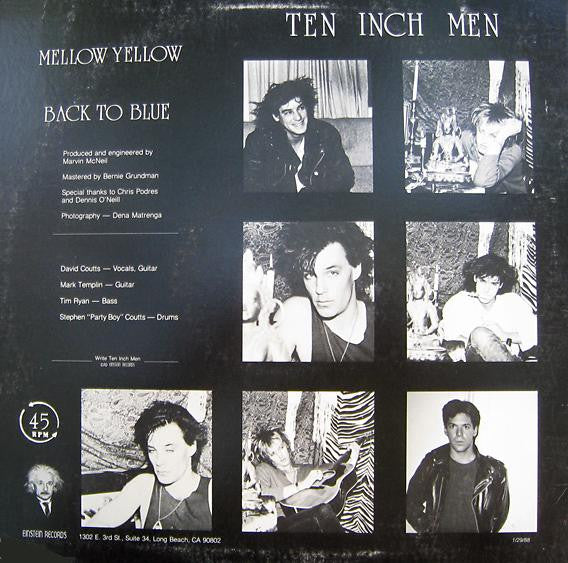 TEN INCH MEN
MELLOW YELLOW
BACK TO BLUE
Produced and engineered by
Marvin McNeil
Mastered by Bernie Grundman
Special thanks to Chris Podres
and Dennis O'Neill
Photography — Dena Matrenga
David Coutts — Vocals, Guitar
Mark Templin — Guitar
Tim Ryan — Bass
Stephen "Party Boy" Coutts — Drums
Write Ten Inch Men
c/o EINSTEIN RECORDS
45
RPM
EINSTEIN RECORDS
1302 E. 3rd St., Suite 34, Long Beach, CA 90802
1/29/88